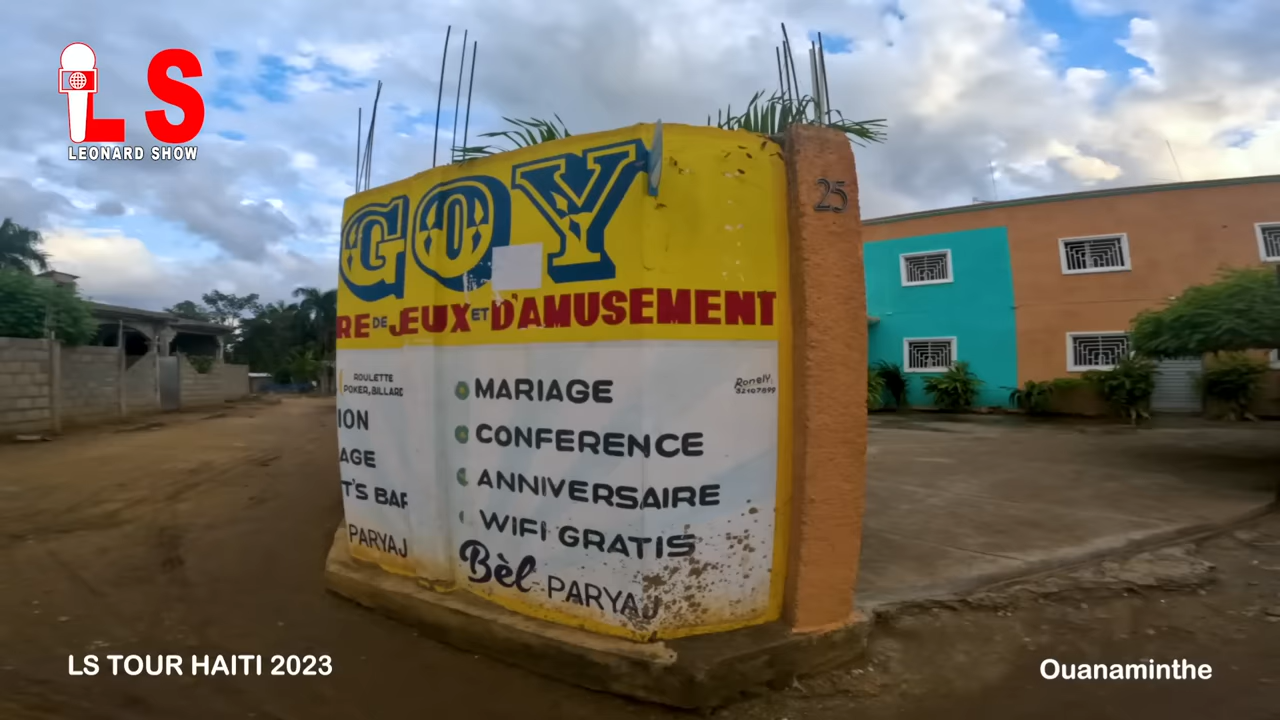 LS
LEONARD SHOW
GOY
25
RE DE JEUX ET D'AMUSEMENT
ROULETTE
POKER, BILLARD
ION
AGE
T'S BAR
PARYAJ
MARIAGE
CONFERENCE
ANNIVERSAIRE
WIFI GRATIS
Bèl PARYAJ
Ronely.
LS TOUR HAITI 2023
Ouanaminthe